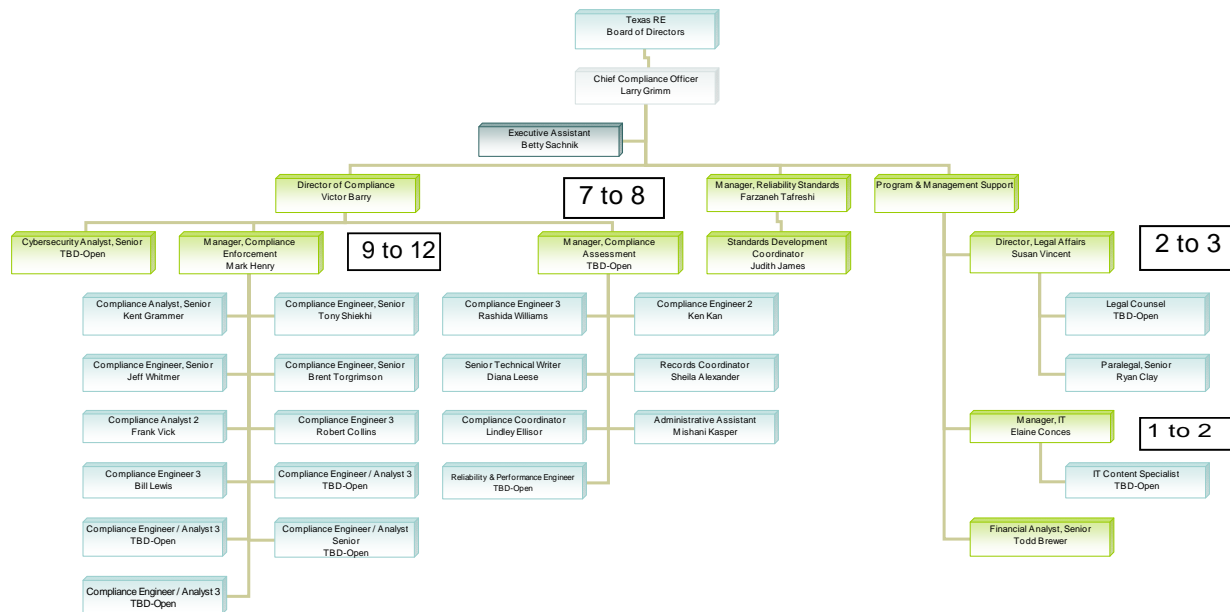 Texas RE
Board of Directors
Chief Compliance Officer
Larry Grimm
Executive Assistant
Betty Sachnik
Director of Compliance
Victor Barry
7 to 8
Manager, Reliability Standards
Farzaneh Tafreshi
Program & Management Support
Cybersecurity Analyst, Senior
TBD-Open
Manager, Compliance
Enforcement
Mark Henry
9 to 12
Manager, Compliance
Assessment
TBD-Open
Standards Development
Coordinator
Judith James
Director, Legal Affairs
Susan Vincent
2 to 3
Compliance Analyst, Senior
Kent Grammer
Compliance Engineer, Senior
Tony Shiekhi
Compliance Engineer 3
Rashida Williams
Compliance Engineer 2
Ken Kan
Legal Counsel
TBD-Open
Compliance Engineer, Senior
Jeff Whitmer
Compliance Engineer, Senior
Brent Torgrimson
Senior Technical Writer
Diana Leese
Records Coordinator
Sheila Alexander
Paralegal, Senior
Ryan Clay
Compliance Analyst 2
Frank Vick
Compliance Engineer 3
Robert Collins
Compliance Coordinator
Lindley Ellisor
Administrative Assistant
Mishani Kasper
Manager, IT
Elaine Conces
1 to 2
Compliance Engineer 3
Bill Lewis
Compliance Engineer / Analyst 3
TBD-Open
Reliability & Performance Engineer
TBD-Open
IT Content Specialist
TBD-Open
Compliance Engineer / Analyst 3
TBD-Open
Compliance Engineer / Analyst
Senior
TBD-Open
Financial Analyst, Senior
Todd Brewer
Compliance Engineer / Analyst 3
TBD-Open